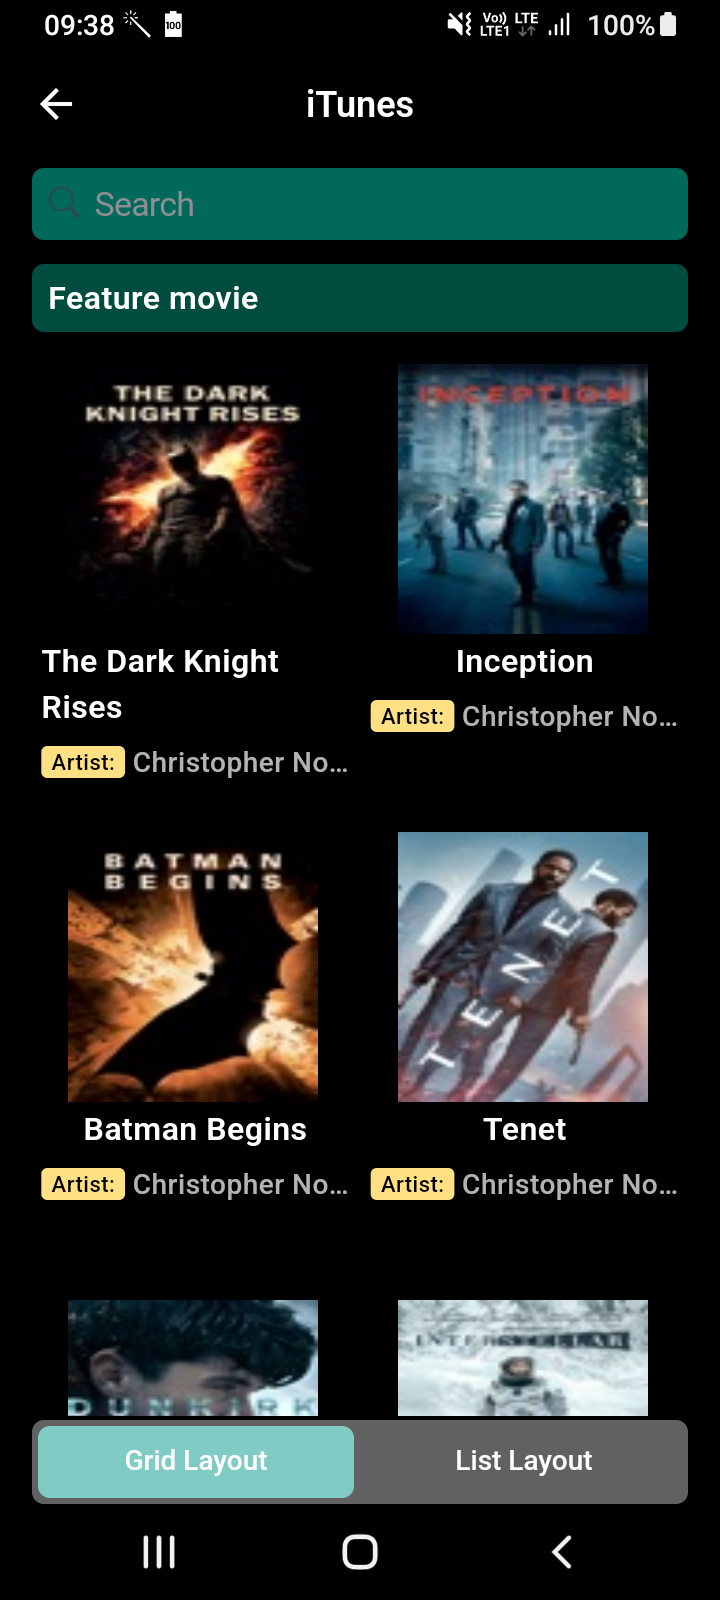 09:38
100
Vo))
LTE1
LTE
100%
iTunes
Search
Feature movie
THE DARK
KNIGHT RISES
INCEPTION
The Dark Knight
Rises
Artist: Christopher No...
Inception
Artist: Christopher No...
BATMAN
BEGINS
TENET
Batman Begins
Artist: Christopher No...
Tenet
Artist: Christopher No...
DUNKIRK
INTERSTELLAR
Grid Layout
List Layout